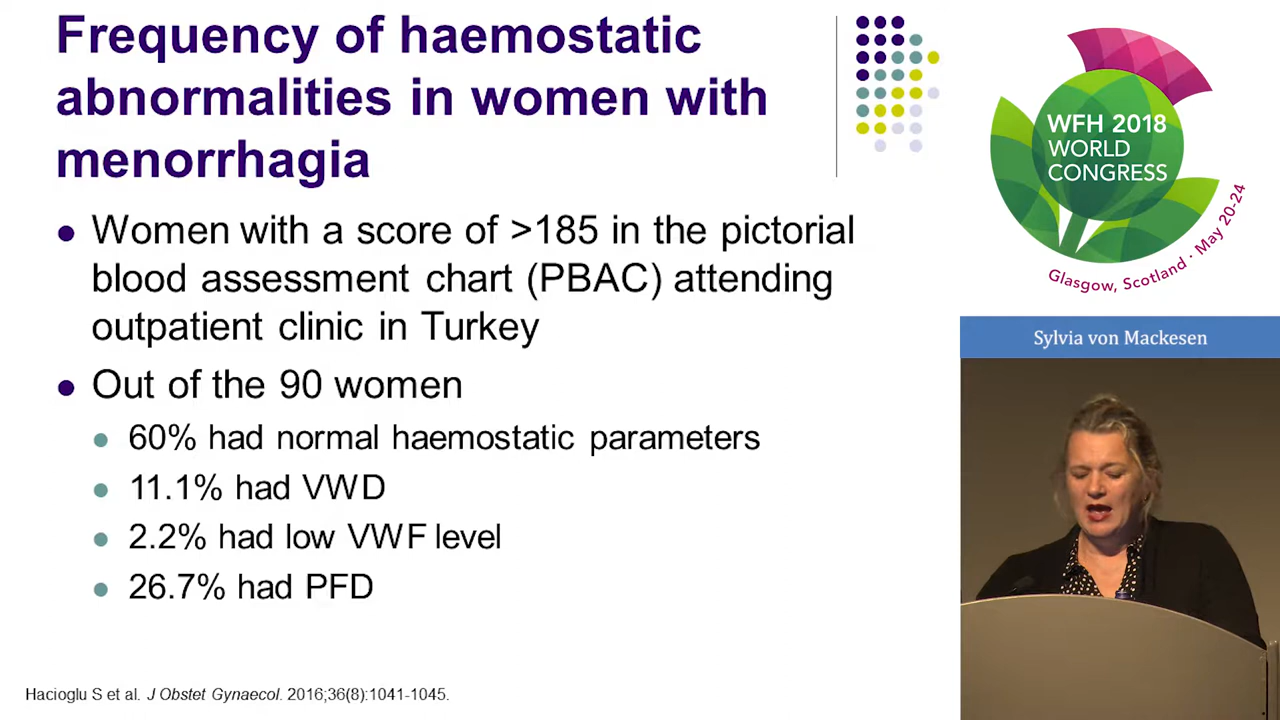 Frequency of haemostatic
abnormalities in women with
menorrhagia
Women with a score of >185 in the pictorial
blood assessment chart (PBAC) attending
outpatient clinic in Turkey
Out of the 90 women
60% had normal haemostatic parameters
11.1% had VWD
2.2% had low VWF level
26.7% had PFD
Hacioglu S et al. J Obstet Gynaecol. 2016;36(8):1041-1045.
WFH 2018
WORLD
CONGRESS
Glasgow, Scotland · May 20-24
Sylvia von Mackesen